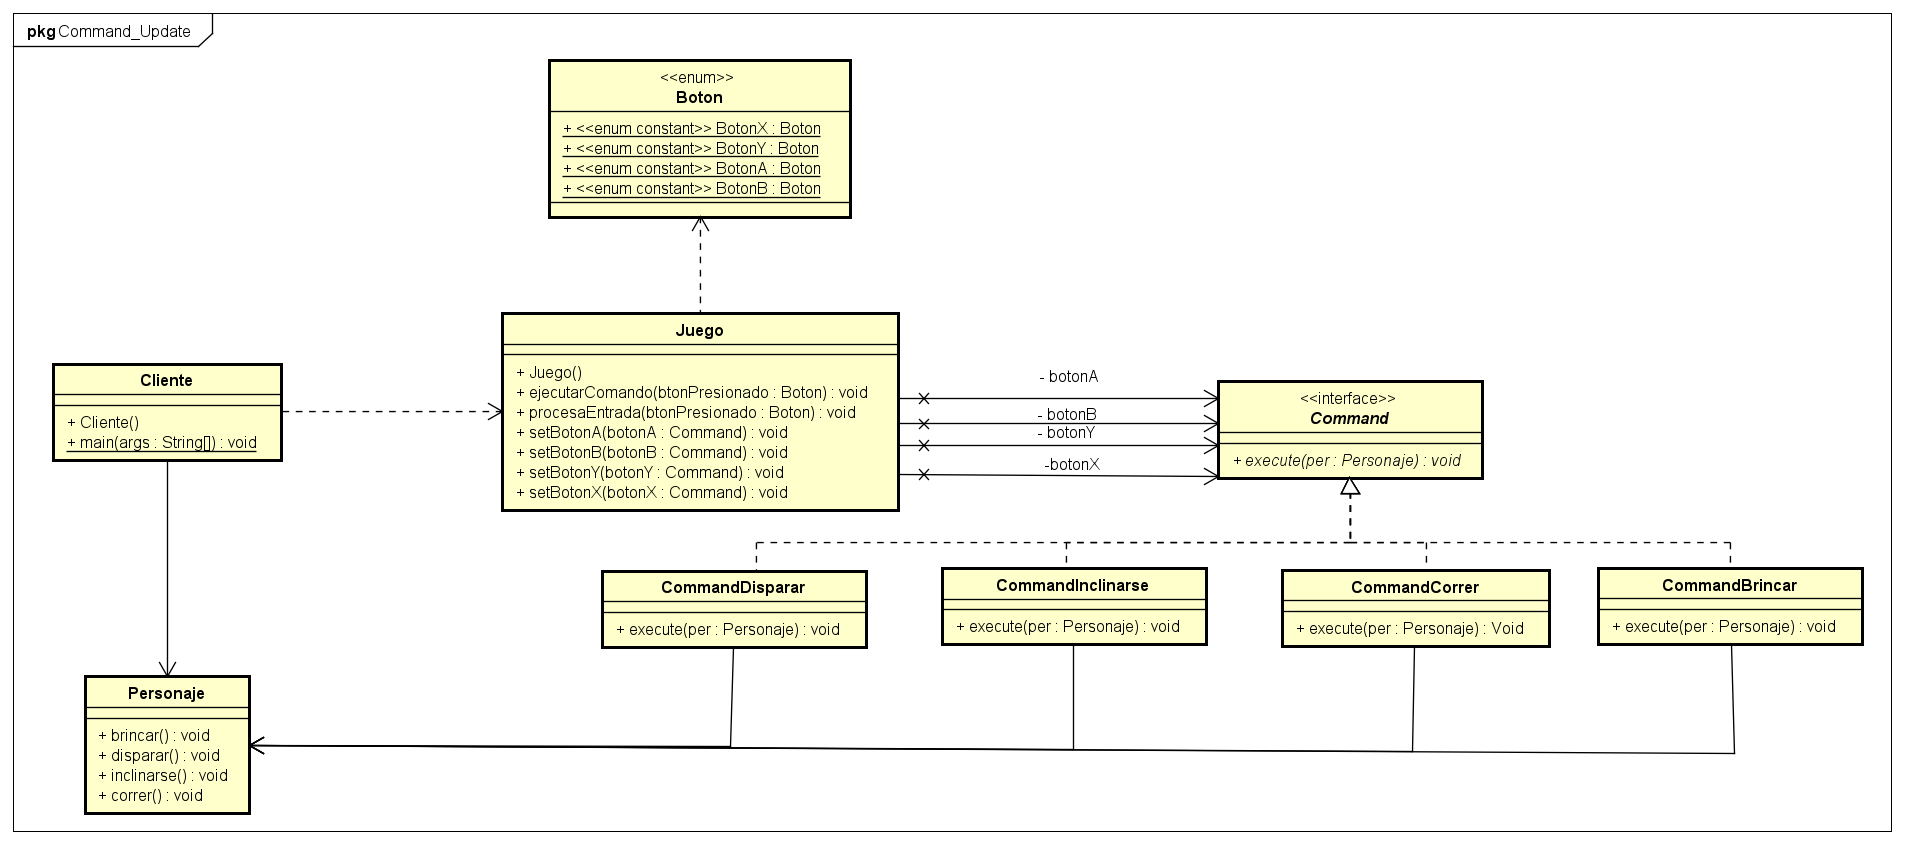 pkg Command_Update
<<enum>>
Boton
+ <<enum constant>> BotonX : Boton
+ <<enum constant>> BotonY : Boton
+ <<enum constant>> BotonA : Boton
+ <<enum constant>> BotonB : Boton
Juego
+ Juego()
+ ejecutarComando(btonPresionado : Boton) : void
+ procesaEntrada(btonPresionado : Boton) : void
+ setBotonA(botonA : Command) : void
+ setBotonB(botonB : Command) : void
+ setBotonY(botonY : Command) : void
+ setBotonX(botonX : Command) : void
Cliente
+ Cliente()
+ main(args : String[]) : void
- botonA
- botonB
- botonY
-botonX
<<interface>>
Command
+ execute(per : Personaje) : void
CommandDisparar
+ execute(per : Personaje) : void
CommandInclinarse
+ execute(per : Personaje) : void
CommandCorrer
+ execute(per : Personaje) : Void
CommandBrincar
+ execute(per : Personaje) : void
Personaje
+ brincar() : void
+ disparar() : void
+ inclinarse() : void
+ correr() : void